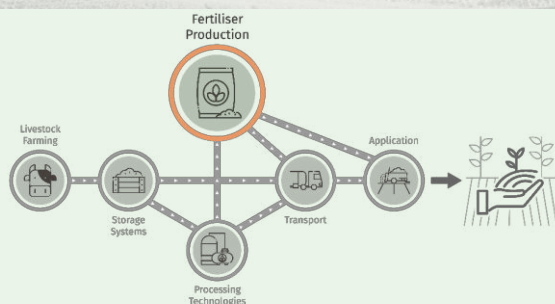 Fertiliser
Production
Livestock
Farming
Application
Storage
Systems
Transport
Processing
Technologies